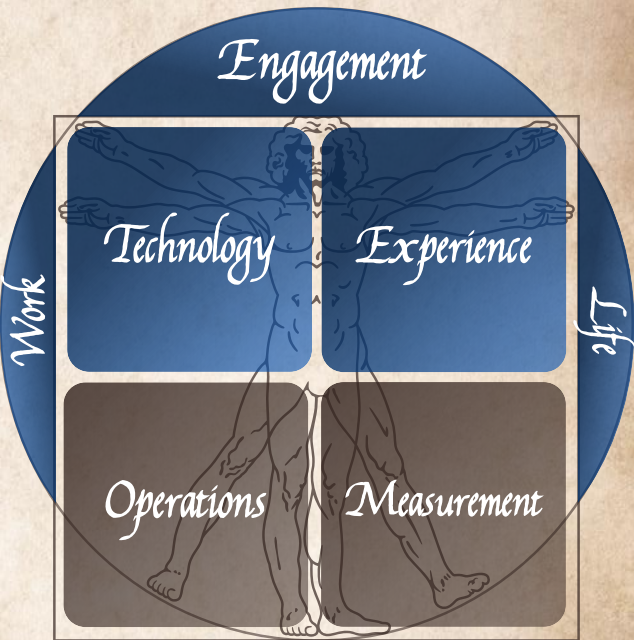 Engagement
Technology
Experience
Work
Life
Operations
Measurement